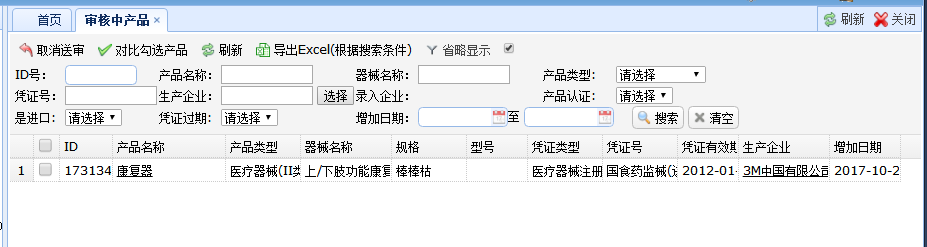 首页 审核中产品 × 刷新 关闭
取消送审 对比勾选产品 刷新 导出Excel(根据搜索条件) 省略显示
ID号： 产品名称： 器械名称： 产品类型： 请选择
凭证号： 生产企业： 选择 录入企业： 产品认证： 请选择
是进口： 请选择 凭证过期： 请选择 增加日期： 至 搜索 清空
ID 产品名称 产品类型 器械名称 规格 型号 凭证类型 凭证号 凭证有效期 生产企业 增加日期
1 173134 康复器 医疗器械(II类 上/下肢功能康复 棒棒枯 医疗器械注册 国食药监械( 2012-01- 3M中国有限公司 2017-10-2